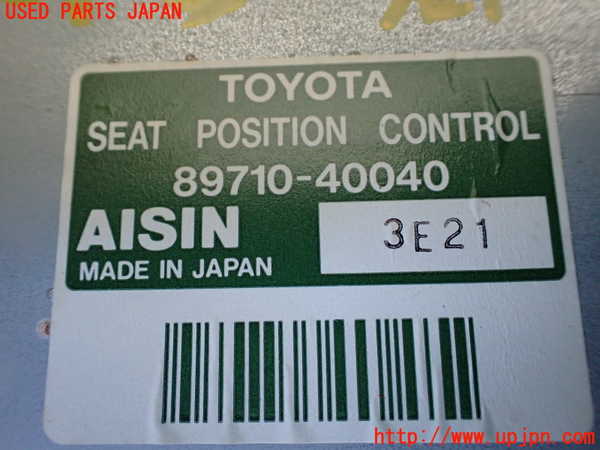 USED PARTS JAPAN
TOYOTA
SEAT POSITION CONTROL
89710-40040
AISIN
3E21
MADE IN JAPAN
http://www.upjpn.com/